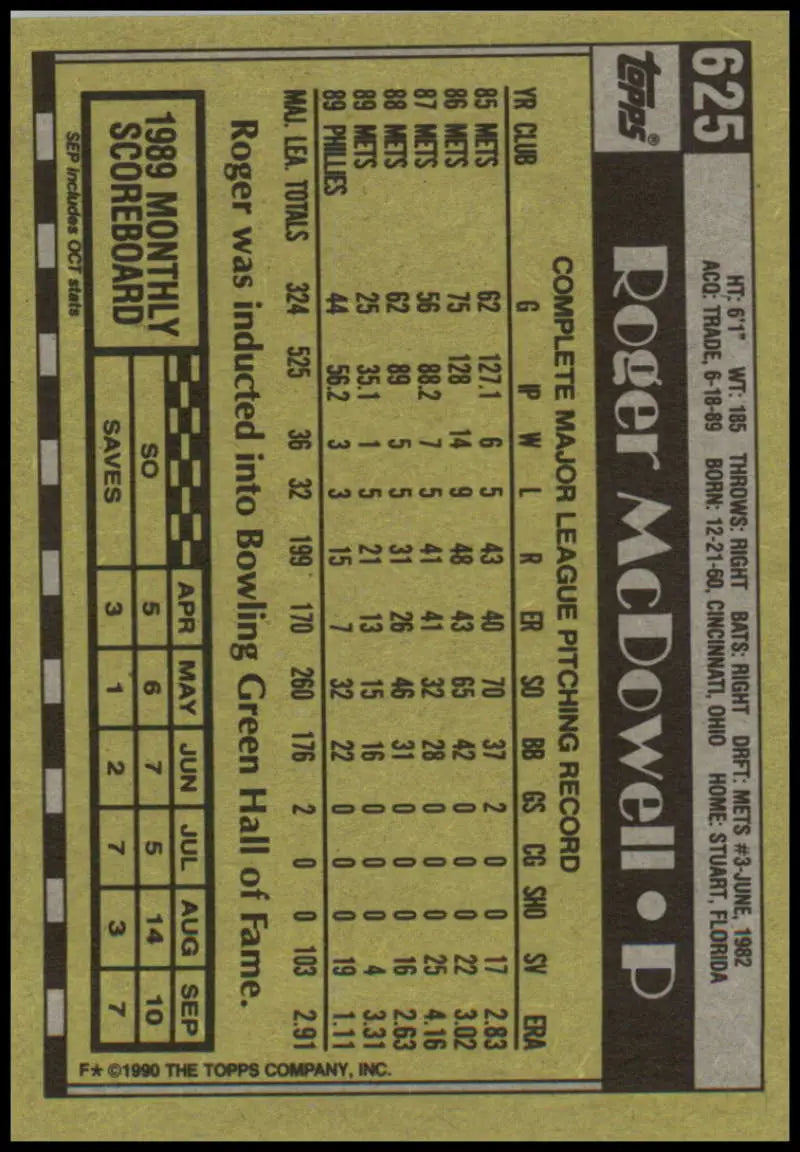 625
HT: 6'1" WT: 185 THROWS: RIGHT BATS: RIGHT DRFT: METS #3-JUNE, 1982
ACQ: TRADE, 6-18-89 BORN: 12-21-60, CINCINNATI, OHIO HOME: STUART, FLORIDA
topps®
Roger McDowell • P
COMPLETE MAJOR LEAGUE PITCHING RECORD
YR CLUB G IP W L R ER SO BB GS CG SHO SV ERA
85 METS 62 127.1 6 5 43 40 70 37 2 0 0 17 2.83
86 METS 75 128 14 9 48 43 65 42 0 0 0 22 3.02
87 METS 56 88.2 7 5 41 41 32 28 0 0 0 25 4.16
88 METS 62 89 5 5 31 26 46 31 0 0 0 16 2.63
89 METS 25 35.1 1 5 21 13 15 16 0 0 0 4 3.31
89 PHILLIES 44 56.2 3 3 15 7 32 22 0 0 0 19 1.11
MAJ. LEA. TOTALS 324 525 36 32 199 170 260 176 2 0 0 103 2.91
Roger was inducted into Bowling Green Hall of Fame.
1989 MONTHLY
SCOREBOARD
APR MAY JUN JUL AUG SEP
SO 5 6 7 5 14 10
SAVES 3 1 2 7 3 7
SEP includes OCT stats
F* ©1990 THE TOPPS COMPANY, INC.